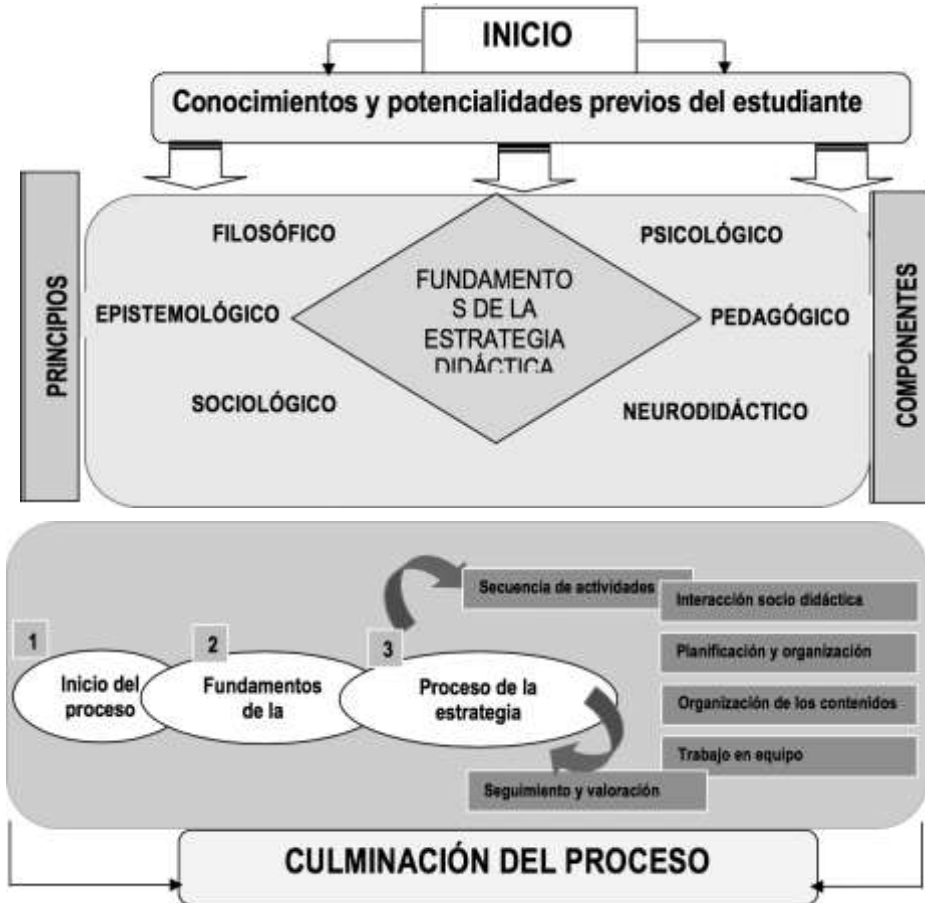 INICIO
Conocimientos y potencialidades previos del estudiante
PRINCIPIOS
FILOSÓFICO
EPISTEMOLÓGICO
SOCIOLÓGICO
FUNDAMENTO
S DE LA
ESTRATEGIA
DIDÁCTICA
PSICOLÓGICO
PEDAGÓGICO
NEURODIDÁCTICO
COMPONENTES
1
Inicio del
proceso
2
Fundamentos
de la
3
Proceso de la
estrategia
Secuencia de actividades
Interacción socio didáctica
Planificación y organización
Organización de los contenidos
Trabajo en equipo
Seguimiento y valoración
CULMINACIÓN DEL PROCESO